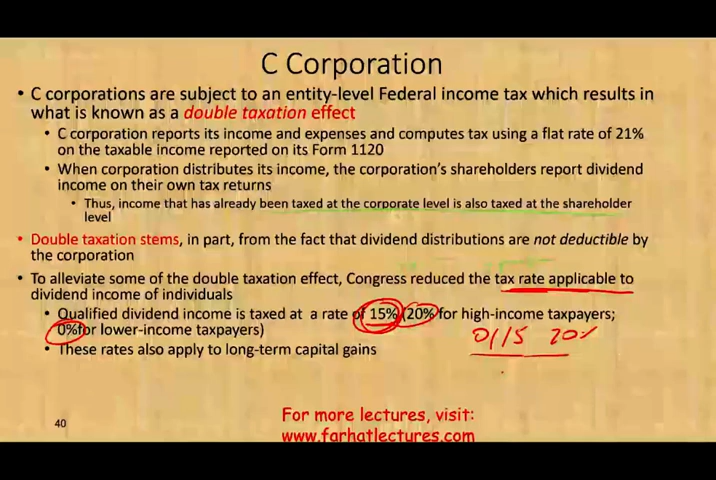 C Corporation
• C corporations are subject to an entity-level Federal income tax which results in
what is known as a double taxation effect
• C corporation reports its income and expenses and computes tax using a flat rate of 21%
on the taxable income reported on its Form 1120
• When corporation distributes its income, the corporation's shareholders report dividend
income on their own tax returns
• Thus, income that has already been taxed at the corporate level is also taxed at the shareholder
level
• Double taxation stems, in part, from the fact that dividend distributions are not deductible by
the corporation
• To alleviate some of the double taxation effect, Congress reduced the tax rate applicable to
dividend income of individuals
• Qualified dividend income is taxed at a rate of 15% (20% for high-income taxpayers;
0% for lower-income taxpayers)
0/15 20%
• These rates also apply to long-term capital gains
For more lectures, visit:
www.farhatlectures.com
40